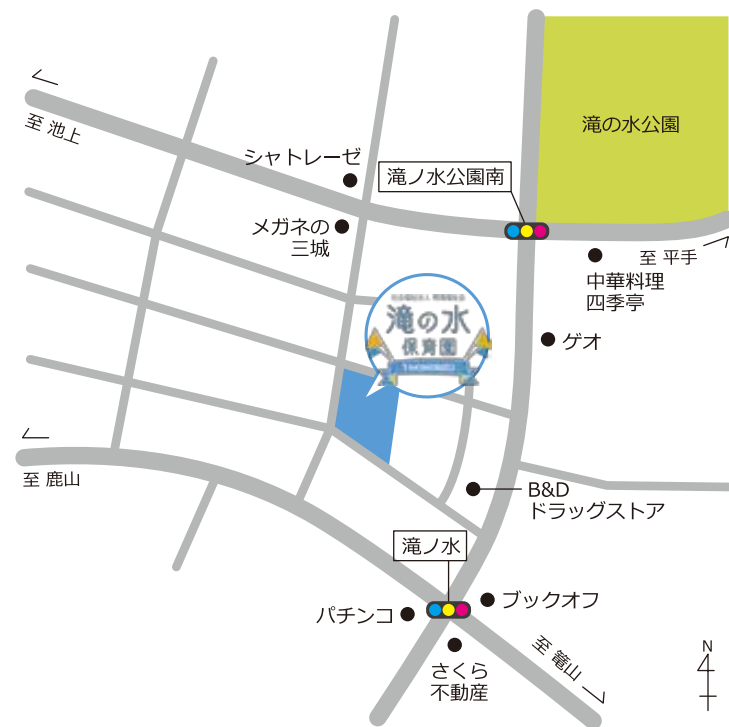 至 池上
シャトレーゼ
滝の水公園
滝ノ水公園南
メガネの
三城
至 平手
中華料理
四季亭
滝の水
保育園
ゲオ
至 鹿山
B&D
ドラッグストア
滝ノ水
ブックオフ
パチンコ
さくら
不動産
至 篭山
N